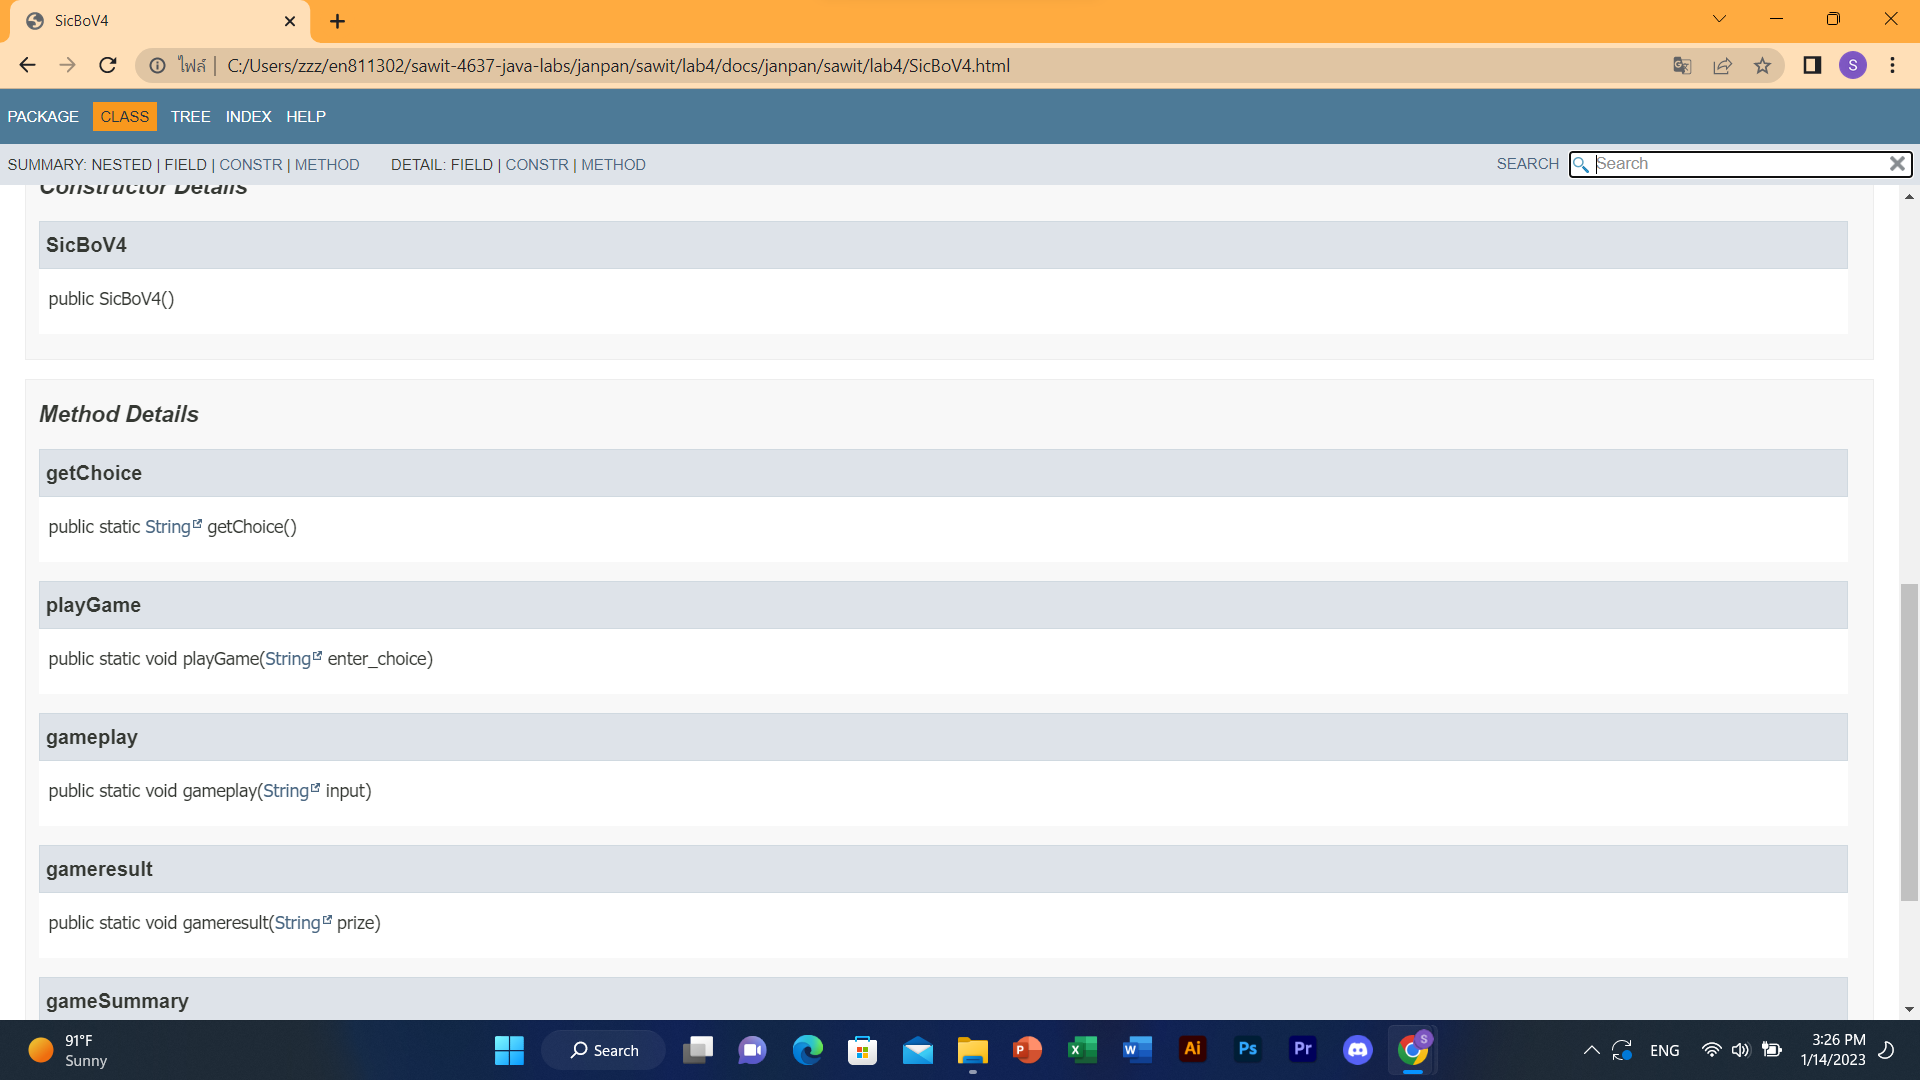 SicBoV4
ไฟล์ | C:/Users/zzz/en811302/sawit-4637-java-labs/janpan/sawit/lab4/docs/janpan/sawit/lab4/SicBoV4.html
S
PACKAGE CLASS TREE INDEX HELP
SUMMARY: NESTED | FIELD | CONSTR | METHOD DETAIL: FIELD | CONSTR | METHOD SEARCH Search
Constructor Details
SicBoV4
public SicBoV4()
Method Details
getChoice
public static String getChoice()
playGame
public static void playGame(String enter_choice)
gameplay
public static void gameplay(String input)
gameresult
public static void gameresult(String prize)
gameSummary
91°F
Sunny
Search
P
X
W
Ai
Ps
Pr
S
ENG
3:26 PM
1/14/2023